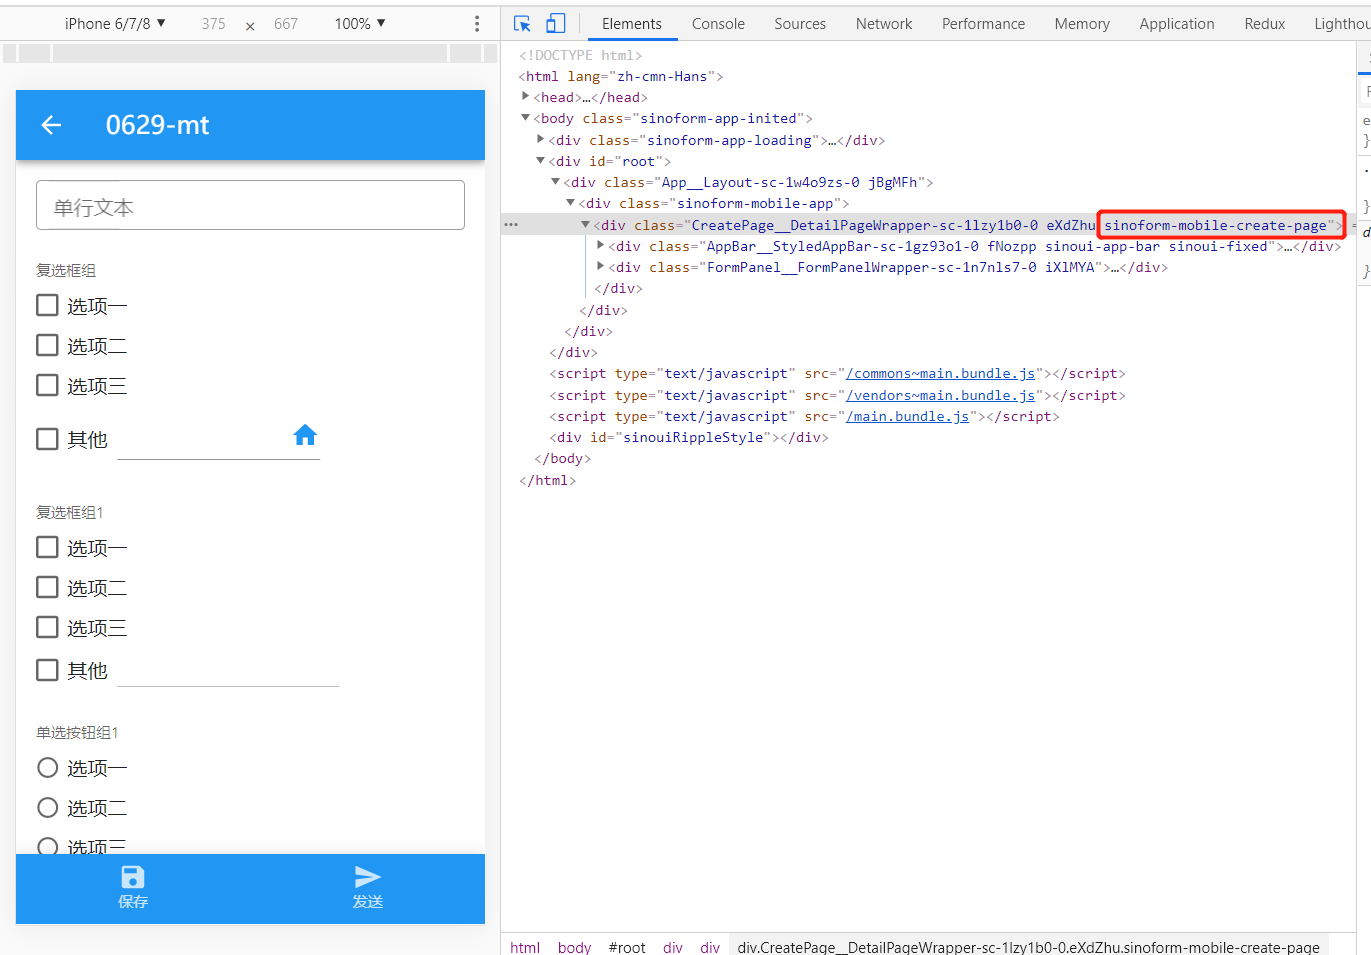 iPhone 6/7/8 ▼ 375 × 667 100% ▼
Elements Console Sources Network Performance Memory Application Redux Lighthou
0629-mt
单行文本
复选框组
选项一
选项二
选项三
其他
复选框组1
选项一
选项二
选项三
其他
单选按钮组1
选项一
选项二
选项三
保存 发送
<!DOCTYPE html>
<html lang="zh-cmn-Hans">
<head>…</head>
<body class="sinoform-app-inited">
<div class="sinoform-app-loading">…</div>
<div id="root">
<div class="App__Layout-sc-1w4o9zs-0 jBgMFh">
<div class="sinoform-mobile-app">
<div class="CreatePage__DetailPageWrapper-sc-1lzy1b0-0 eXdZhu sinoform-mobile-create-page">
<div class="AppBar__StyledAppBar-sc-1gz93o1-0 fNozpp sinoui-app-bar sinoui-fixed">…</div>
<div class="FormPanel__FormPanelWrapper-sc-1n7nls7-0 iXlMYA">…</div>
</div>
</div>
</div>
</div>
<script type="text/javascript" src="/commons~main.bundle.js"></script>
<script type="text/javascript" src="/vendors~main.bundle.js"></script>
<script type="text/javascript" src="/main.bundle.js"></script>
<div id="sinouiRippleStyle"></div>
</body>
</html>
html body #root div div div.CreatePage__DetailPageWrapper-sc-1lzy1b0-0.eXdZhu.sinoform-mobile-create-page